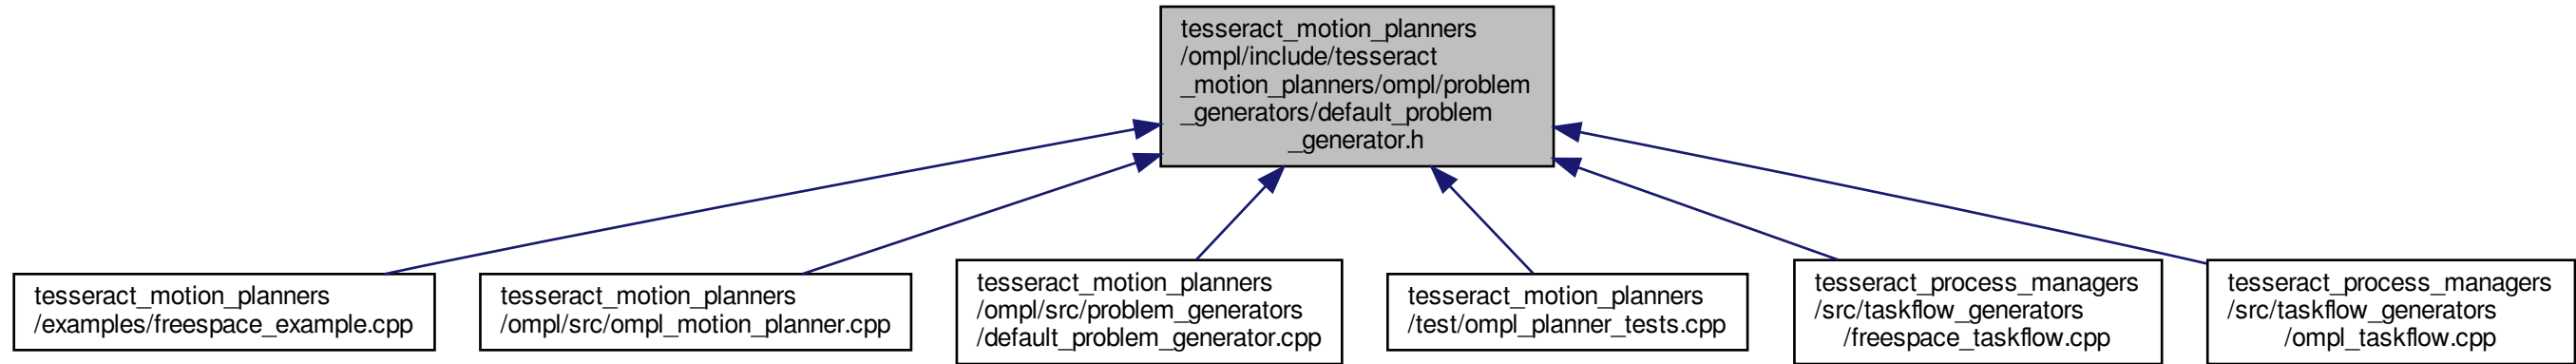 tesseract_motion_planners
/ompl/include/tesseract
_motion_planners/ompl/problem
_generators/default_problem
_generator.h
tesseract_motion_planners
/examples/freespace_example.cpp
tesseract_motion_planners
/ompl/src/ompl_motion_planner.cpp
tesseract_motion_planners
/ompl/src/problem_generators
/default_problem_generator.cpp
tesseract_motion_planners
/test/ompl_planner_tests.cpp
tesseract_process_managers
/src/taskflow_generators
/freespace_taskflow.cpp
tesseract_process_managers
/src/taskflow_generators
/ompl_taskflow.cpp